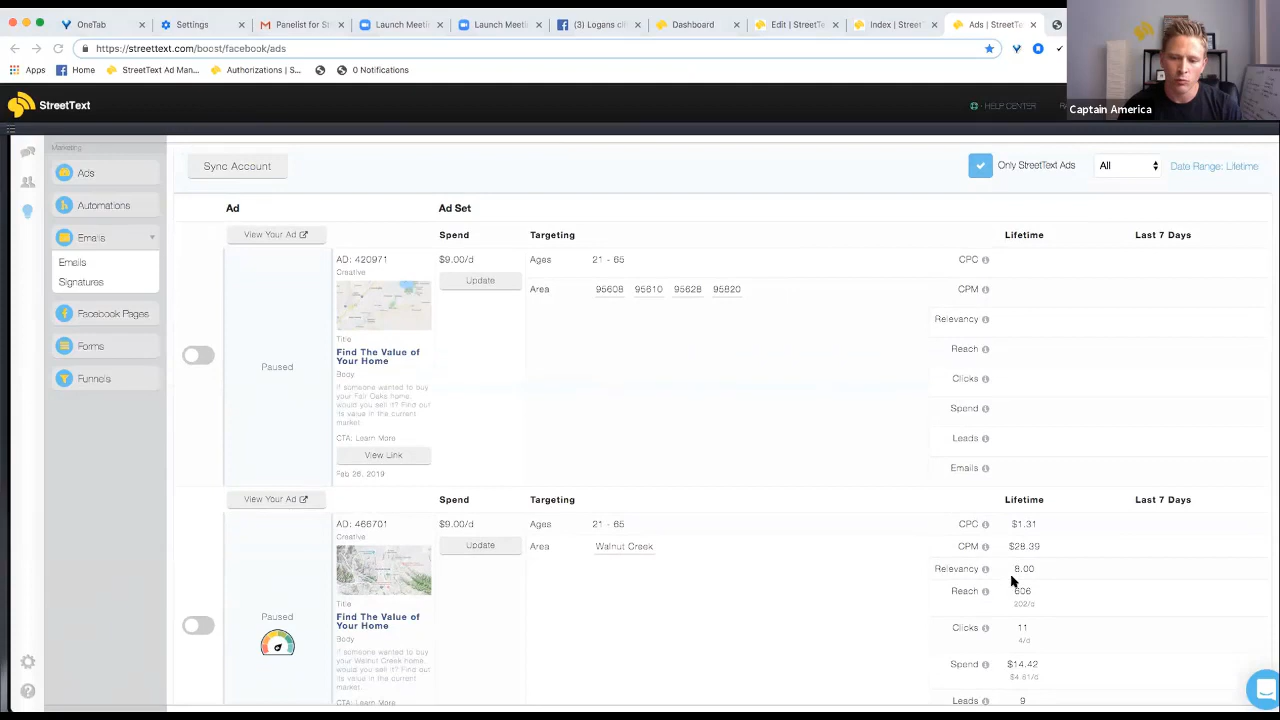 OneTab
Settings
Panelist for St
Launch Meeti
Launch Meeti
(3) Logans cit
Dashboard
Edit | StreetTe
Index | StreetT
Ads | StreetTe
https://streettext.com/boost/facebook/ads
Apps
Home
StreetText Ad Man...
Authorizations | S...
0 Notifications
StreetText
HELP CENTER
Captain America
Marketing
Ads
Automations
Emails
Emails
Signatures
Facebook Pages
Forms
Funnels
Sync Account
Only StreetText Ads
All
Date Range: Lifetime
Ad
Ad Set
View Your Ad
Spend
Targeting
Lifetime
Last 7 Days
AD: 420971
$9.00/d
Ages
21 - 65
CPC
Creative
Update
Area
95608
95610
95628
95820
CPM
Relevancy
Title
Find The Value of
Your Home
Reach
Paused
Body
If someone wanted to buy
your Fair Oaks home,
would you sell it? Find out
its value in the current
market.
Clicks
Spend
CTA: Learn More
Leads
View Link
Feb 26, 2019
Emails
View Your Ad
Spend
Targeting
Lifetime
Last 7 Days
AD: 466701
$9.00/d
Ages
21 - 65
CPC
$1.31
Creative
Update
Area
Walnut Creek
CPM
$28.39
Relevancy
8.00
Title
Reach
606
202/d
Find The Value of
Your Home
Paused
Clicks
11
4/d
Body
If someone wanted to buy
your Walnut Creek home,
would you sell it? Find out
its value in the current
market.
Spend
$14.42
$4.81/d
CTA: Learn More
Leads
9